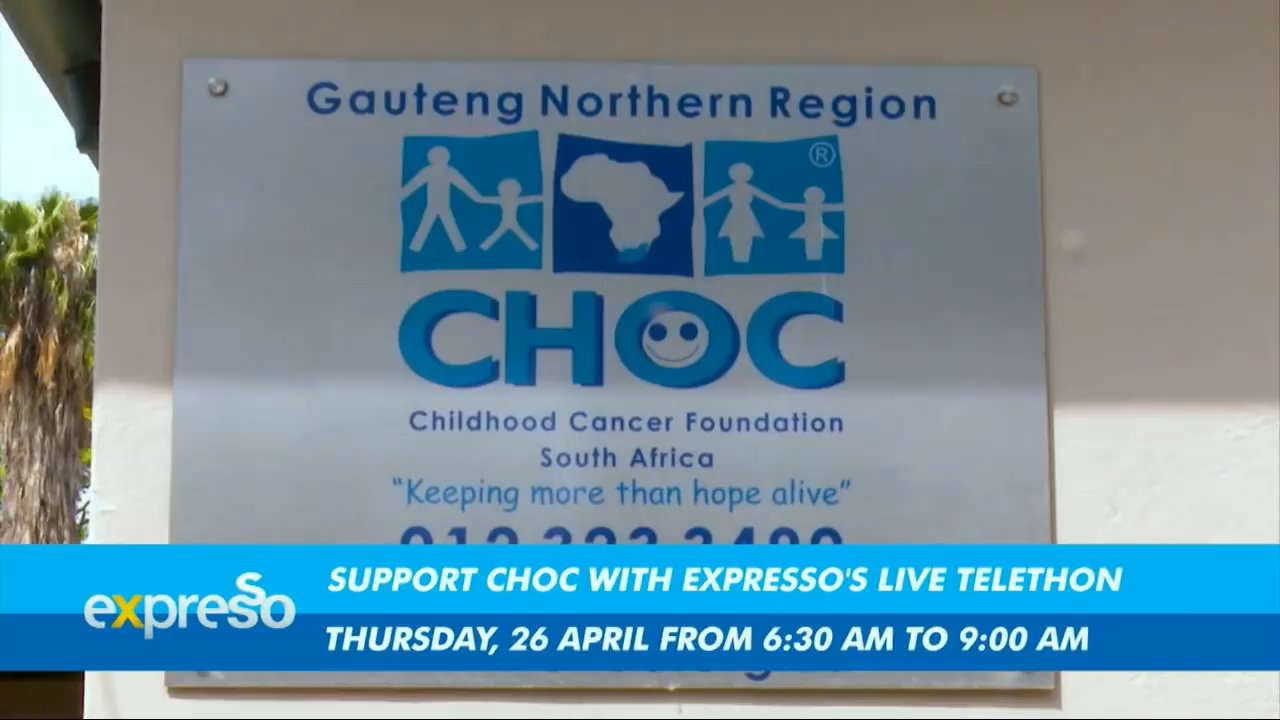 Gauteng Northern Region
®
CHOC
Childhood Cancer Foundation
South Africa
"Keeping more than hope alive"
expresso
SUPPORT CHOC WITH EXPRESSO'S LIVE TELETHON
THURSDAY, 26 APRIL FROM 6:30 AM TO 9:00 AM